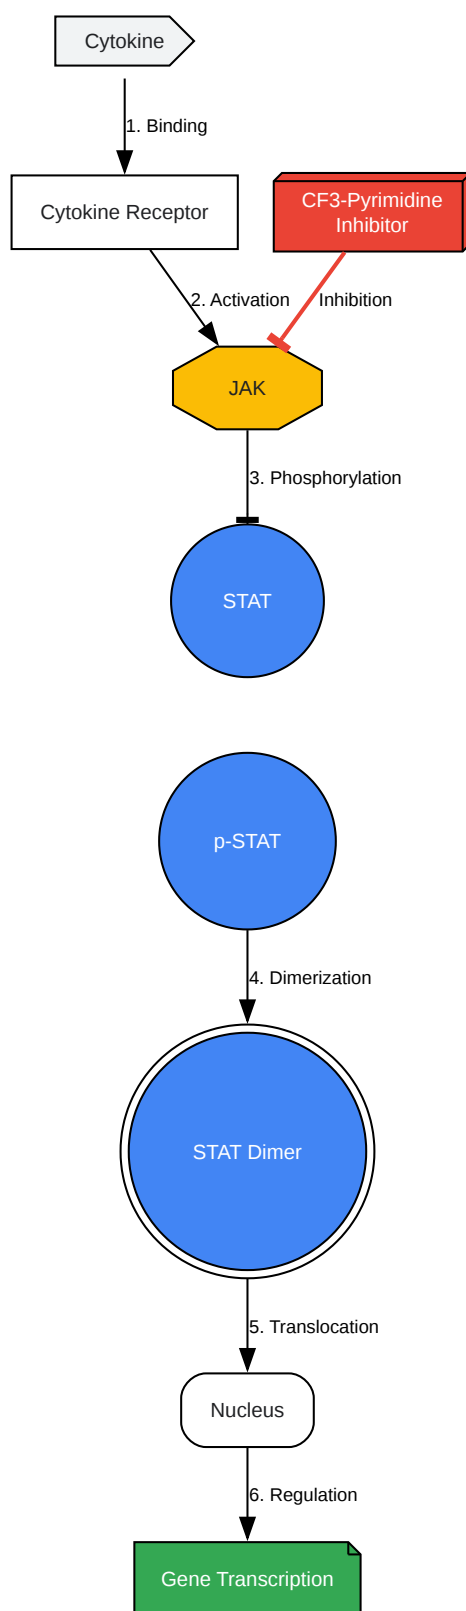 Cytokine
1. Binding
Cytokine Receptor
CF3-Pyrimidine
Inhibitor
2. Activation
Inhibition
JAK
3. Phosphorylation
STAT
p-STAT
4. Dimerization
STAT Dimer
5. Translocation
Nucleus
6. Regulation
Gene Transcription